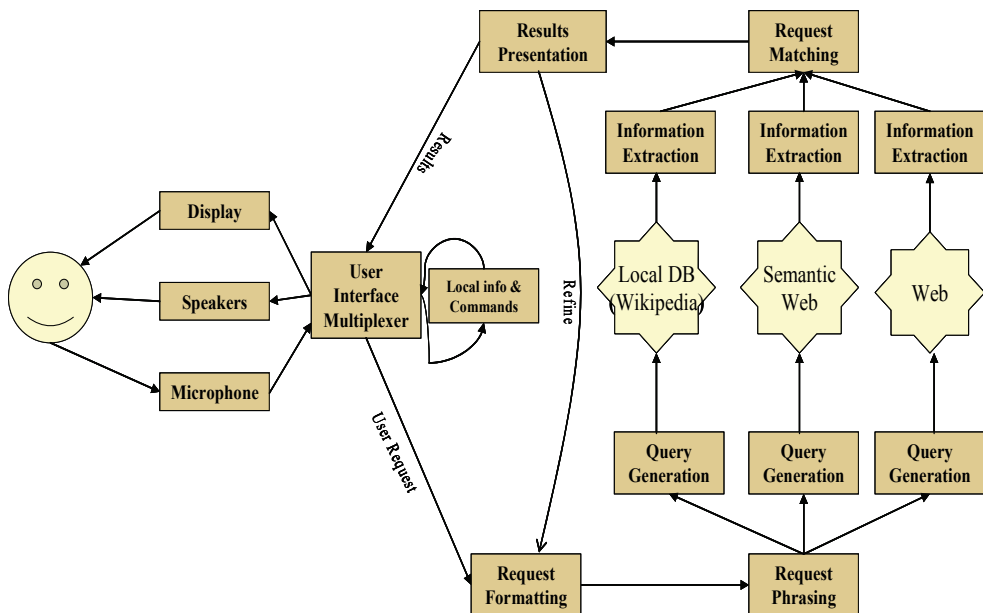 Results
Presentation
Request
Matching
Information
Extraction
Information
Extraction
Information
Extraction
Results
Display
Speakers
Microphone
User
Interface
Multiplexer
Local info &
Commands
Refine
Local DB
(Wikipedia)
Semantic
Web
Web
User Request
Query
Generation
Query
Generation
Query
Generation
Request
Formatting
Request
Phrasing